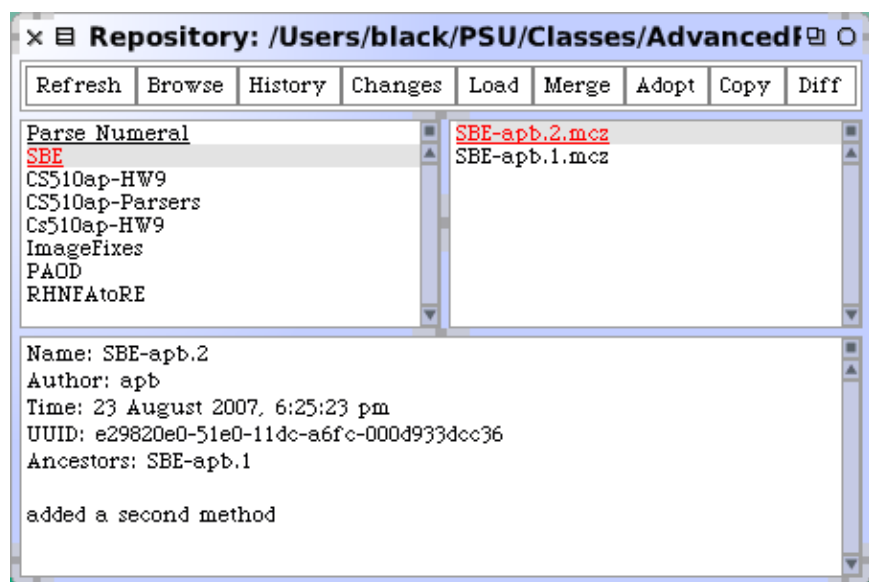 Repository: /Users/black/PSU/Classes/Advanced
Refresh Browse History Changes Load Merge Adopt Copy Diff
Parse Numeral
SBE
CS510ap-HW9
CS510ap-Parsers
Cs510ap-HW9
ImageFixes
PAOD
RHNFAtoRE
SBE-apb.2.mcz
SBE-apb.1.mcz
Name: SBE-apb.2
Author: apb
Time: 23 August 2007, 6:25:23 pm
UUID: e29820e0-51e0-11dc-a6fc-000d933dcc36
Ancestors: SBE-apb.1
added a second method